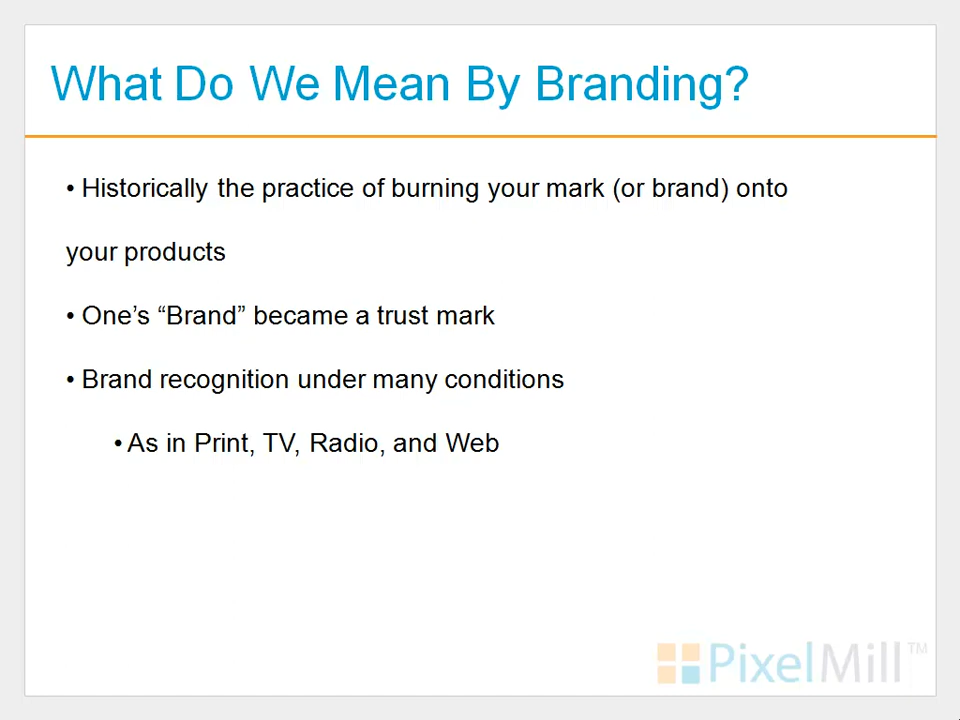 What Do We Mean By Branding?
• Historically the practice of burning your mark (or brand) onto
your products
• One’s “Brand” became a trust mark
• Brand recognition under many conditions
• As in Print, TV, Radio, and Web
PixelMill™